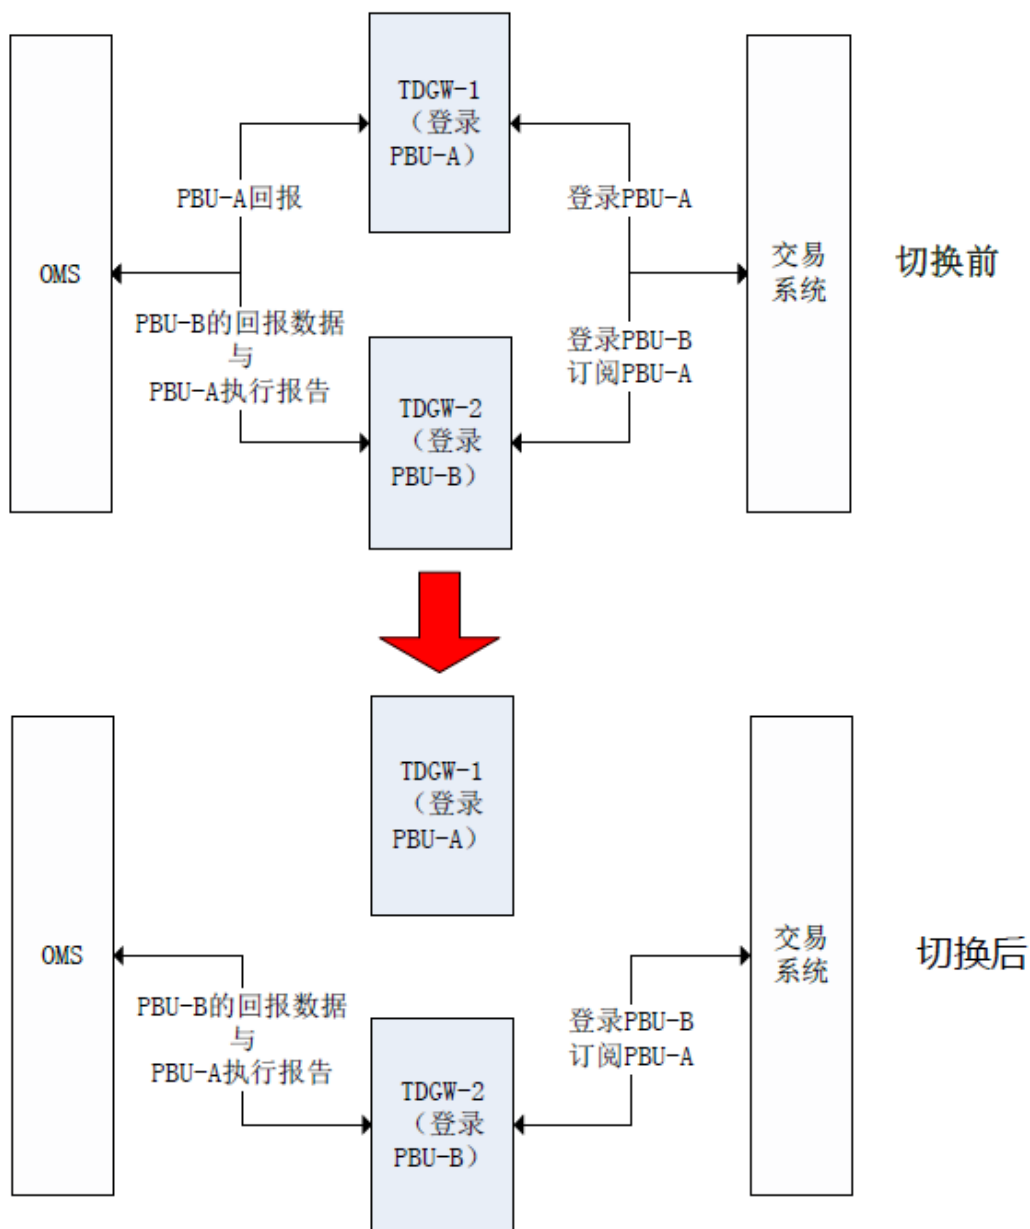 TDGW-1
（登录
PBU-A）
PBU-A回报
登录PBU-A
OMS
交易
系统
切换前
PBU-B的回报数据
与
PBU-A执行报告
登录PBU-B
订阅PBU-A
TDGW-2
（登录
PBU-B）
TDGW-1
（登录
PBU-A）
OMS
交易
系统
切换后
PBU-B的回报数据
与
PBU-A执行报告
登录PBU-B
订阅PBU-A
TDGW-2
（登录
PBU-B）